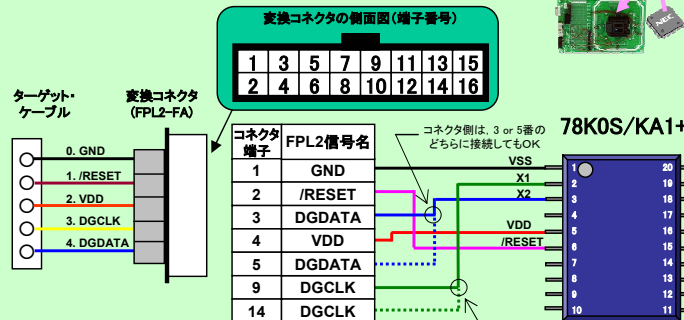 変換コネクタの側面図(端子番号)
1 3 5 7 9 11 13 15
2 4 6 8 10 12 14 16
NEC
ターゲット・
ケーブル
変換コネクタ
(FPL2-FA)
0. GND
1. /RESET
2. VDD
3. DGCLK
4. DGDATA
コネクタ
端子
FPL2信号名
1 GND
2 /RESET
3 DGDATA
4 VDD
5 DGDATA
9 DGCLK
14 DGCLK
コネクタ側は, 3 or 5番の
どちらに接続してもOK
78K0S/KA1+
VSS
X1
X2
VDD
/RESET
1 20
2 19
3 18
4 17
5 16
6 15
7 14
8 13
9 12
10 11